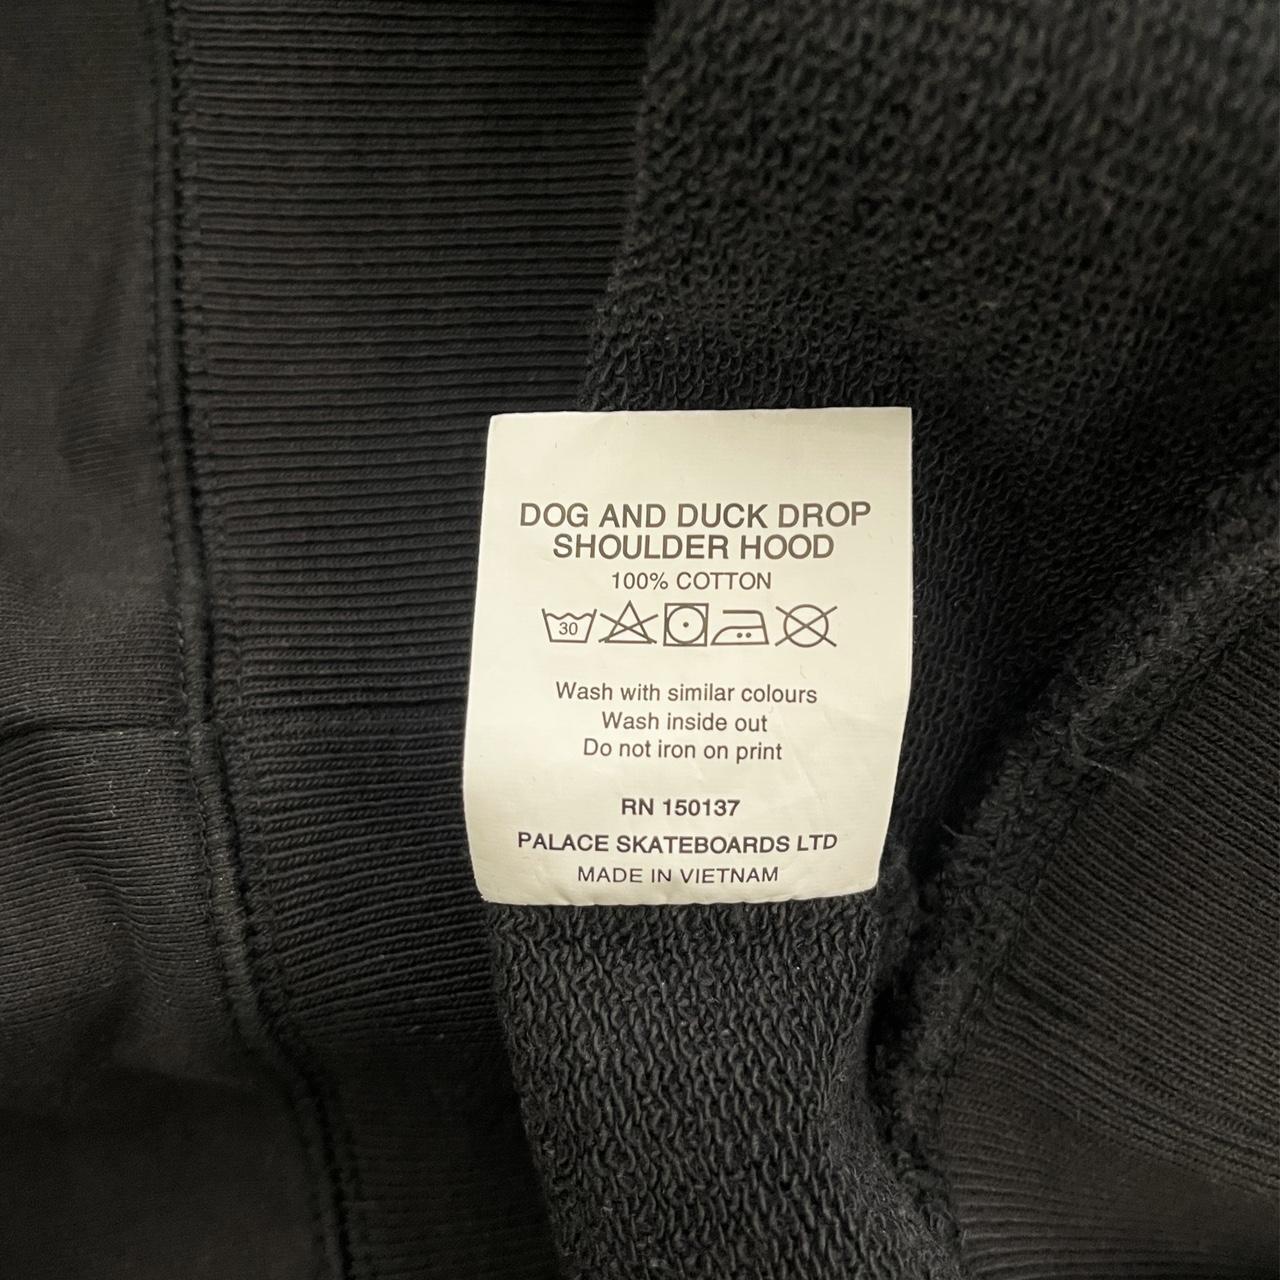 DOG AND DUCK DROP
SHOULDER HOOD
100% COTTON
30
Wash with similar colours
Wash inside out
Do not iron on print
RN 150137
PALACE SKATEBOARDS LTD
MADE IN VIETNAM